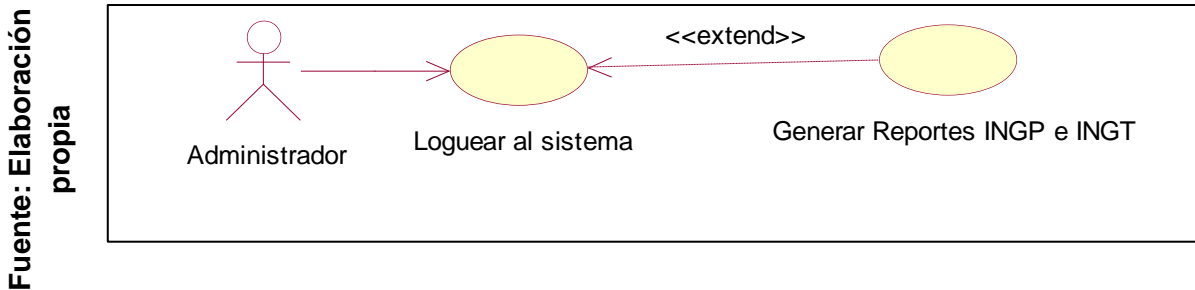 Fuente: Elaboración
propia
<<extend>>
Administrador
Loguear al sistema
Generar Reportes INGP e INGT